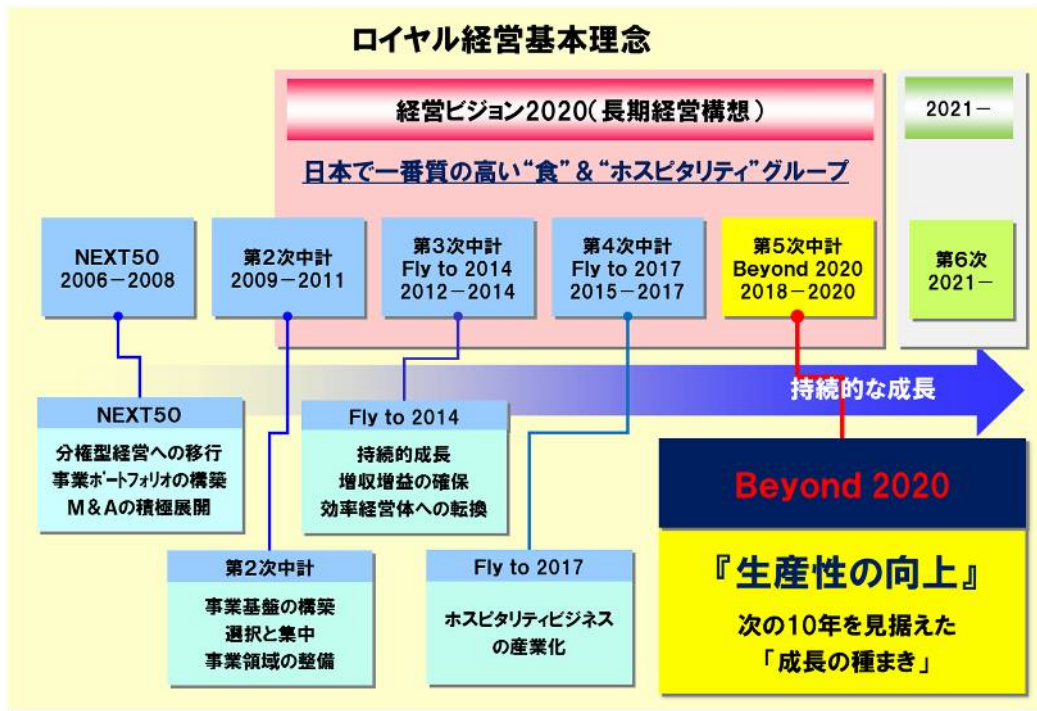 ロイヤル経営基本理念
経営ビジョン2020(長期経営構想)
2021－
日本で一番質の高い“食”＆“ホスピタリティ”グループ
NEXT50
2006－2008
第2次中計
2009－2011
第3次中計
Fly to 2014
2012－2014
第4次中計
Fly to 2017
2015－2017
第5次中計
Beyond 2020
2018－2020
第6次
2021－
持続的な成長
NEXT50
分権型経営への移行
事業ポートフォリオの構築
M＆Aの積極展開
Fly to 2014
持続的成長
増収増益の確保
効率経営体への転換
第2次中計
事業基盤の構築
選択と集中
事業領域の整備
Fly to 2017
ホスピタリティビジネス
の産業化
Beyond 2020
『生産性の向上』
次の10年を見据えた
「成長の種まき」